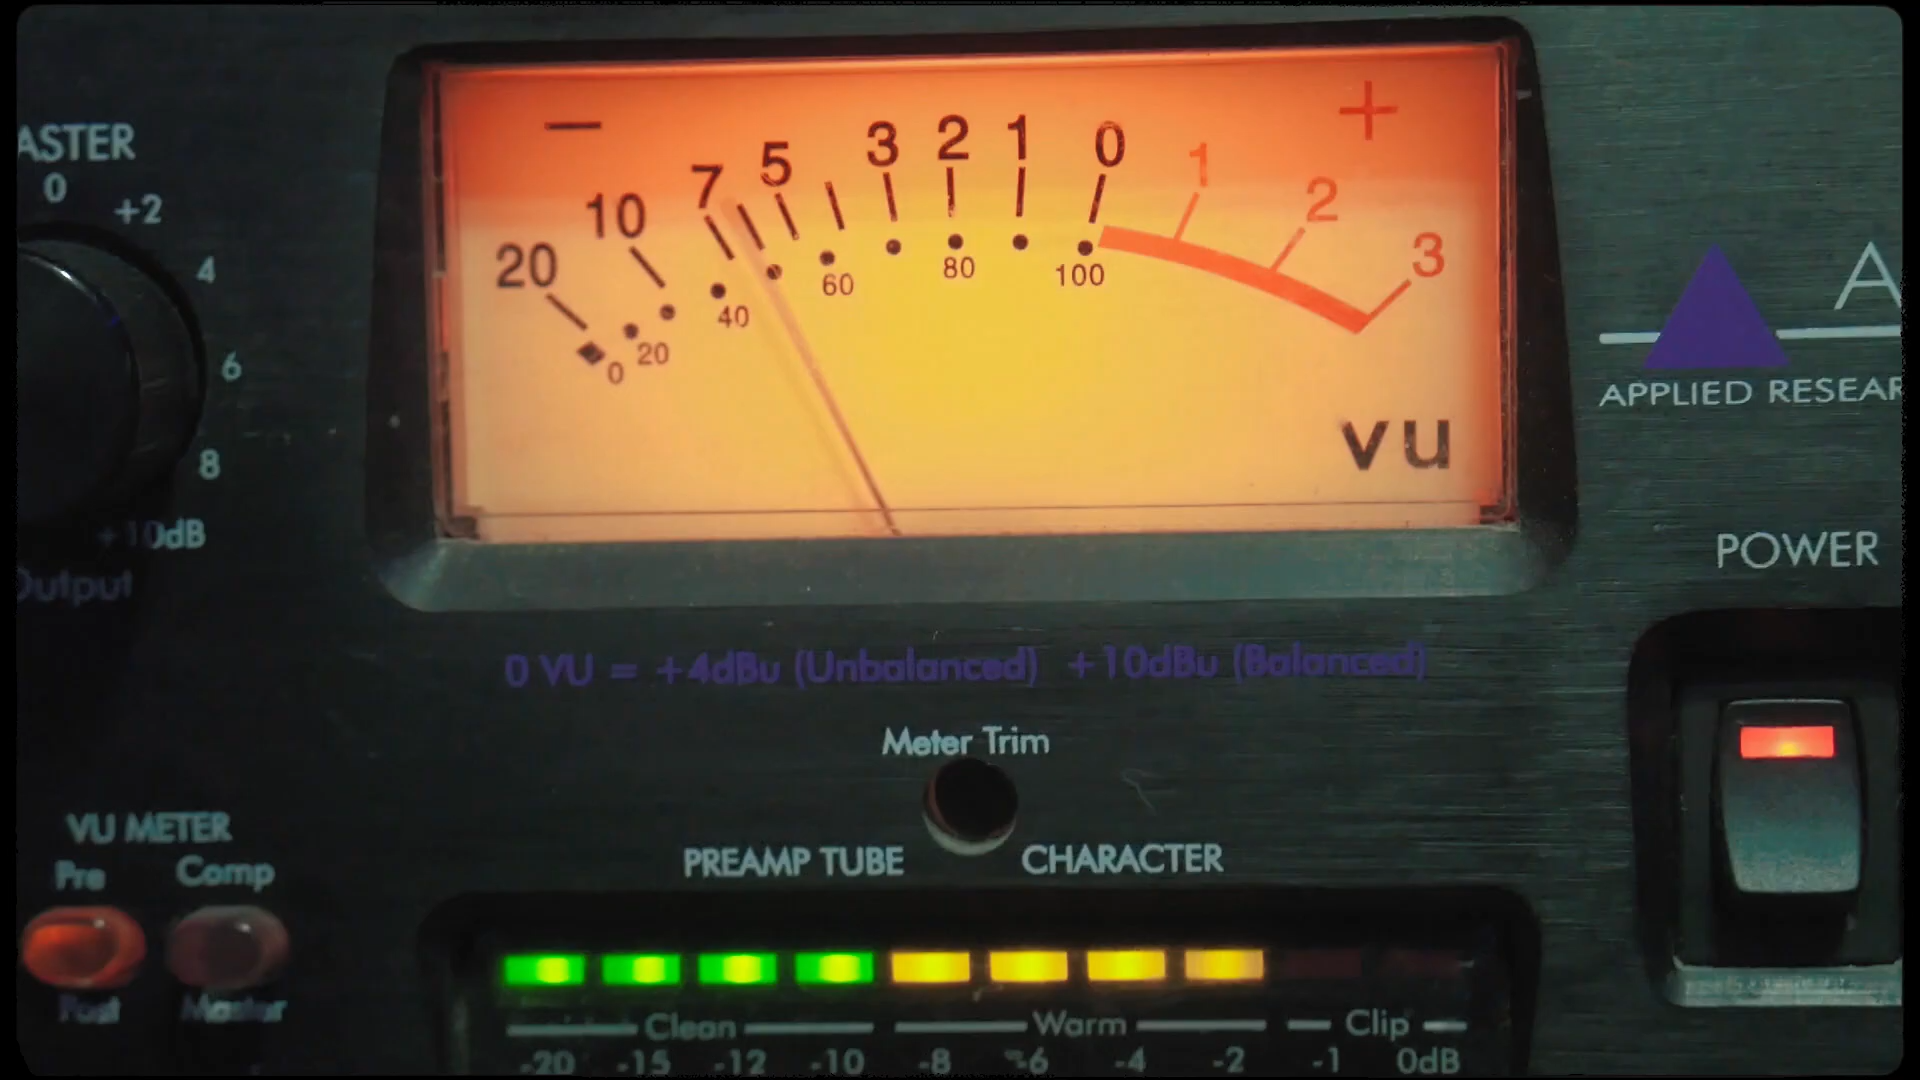 ASTER
0
+2
4
6
8
+10dB
Output
− +
20 10 7 5 3 2 1 0 1 2 3
0 20 40 60 80 100
VU
A
APPLIED RESEAR
POWER
0 VU = +4dBu (Unbalanced) +10dBu (Balanced)
Meter Trim
VU METER
Pre Comp
Post Master
PREAMP TUBE CHARACTER
Clean Warm Clip
-20 -15 -12 -10 -8 -6 -4 -2 -1 0dB